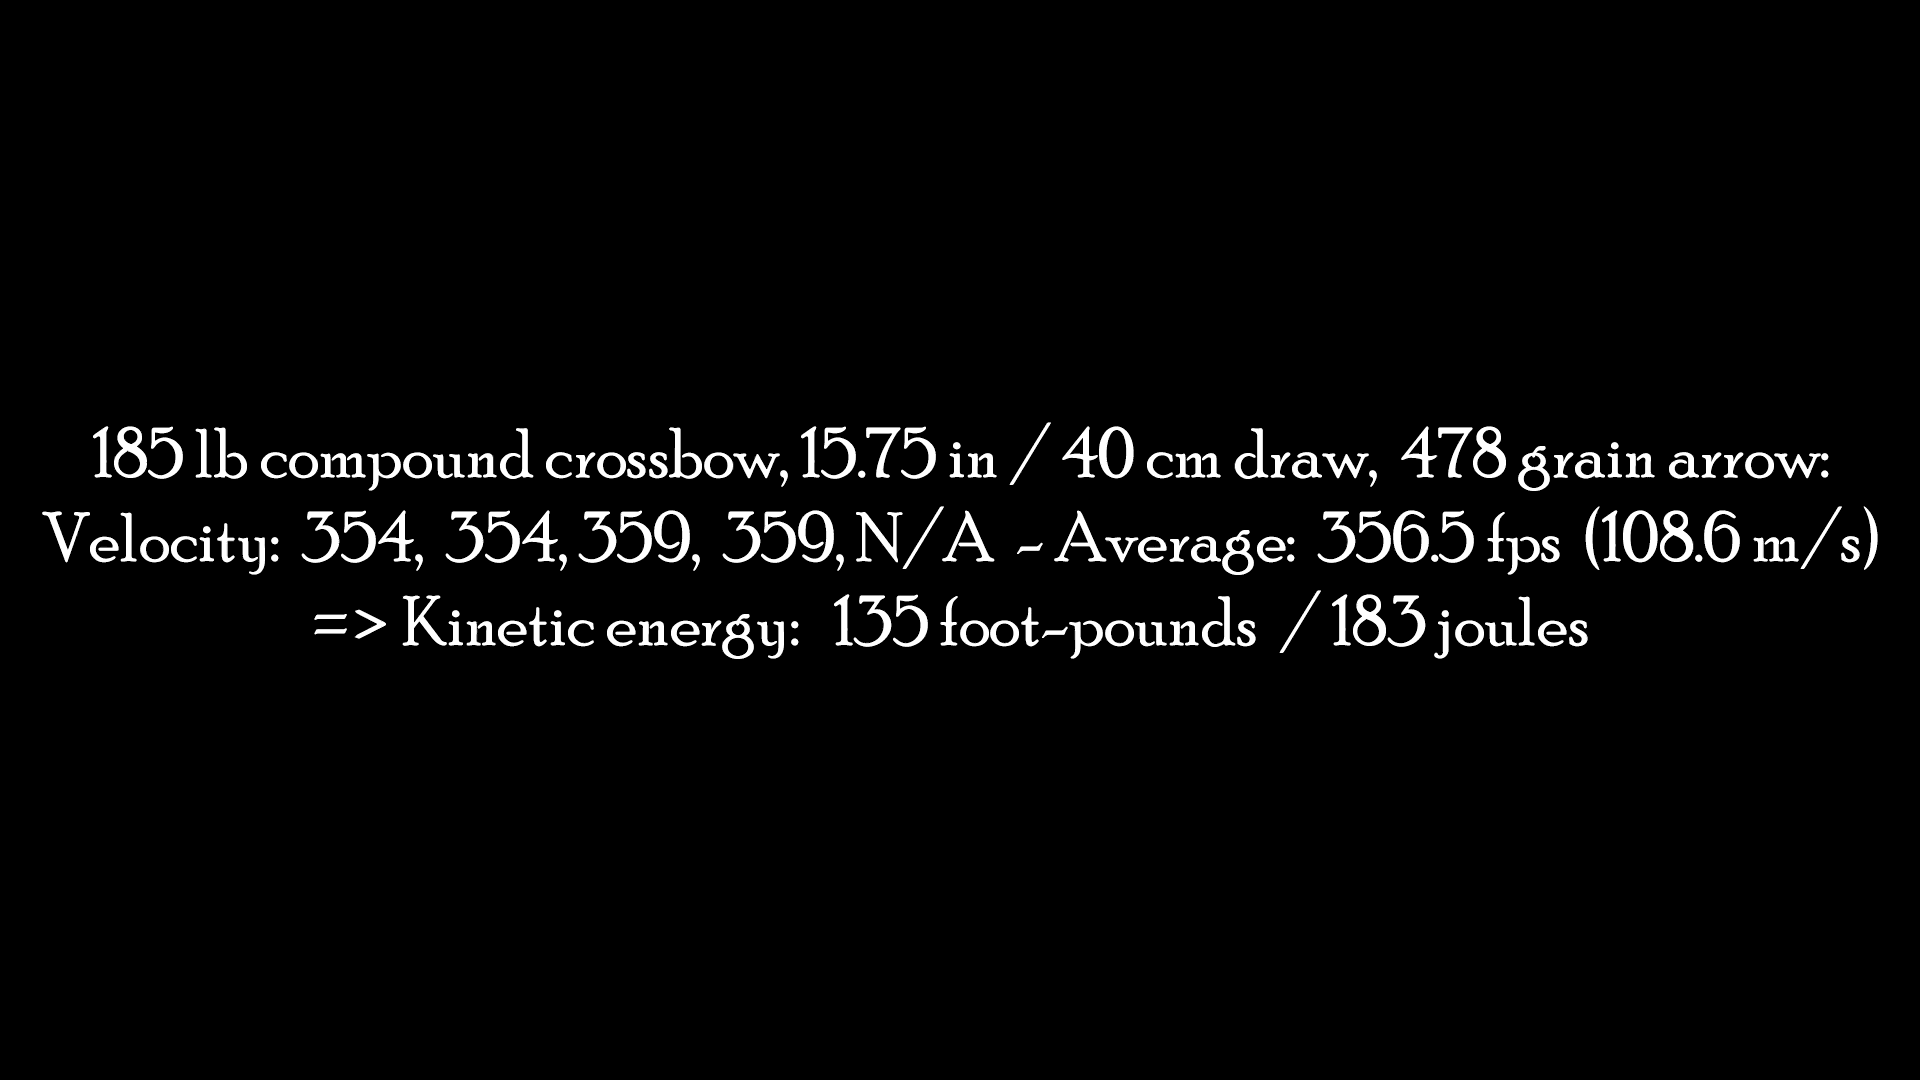 185 lb compound crossbow, 15.75 in / 40 cm draw, 478 grain arrow:
Velocity: 354, 354, 359, 359, N/A - Average: 356.5 fps (108.6 m/s)
=> Kinetic energy: 135 foot-pounds / 183 joules